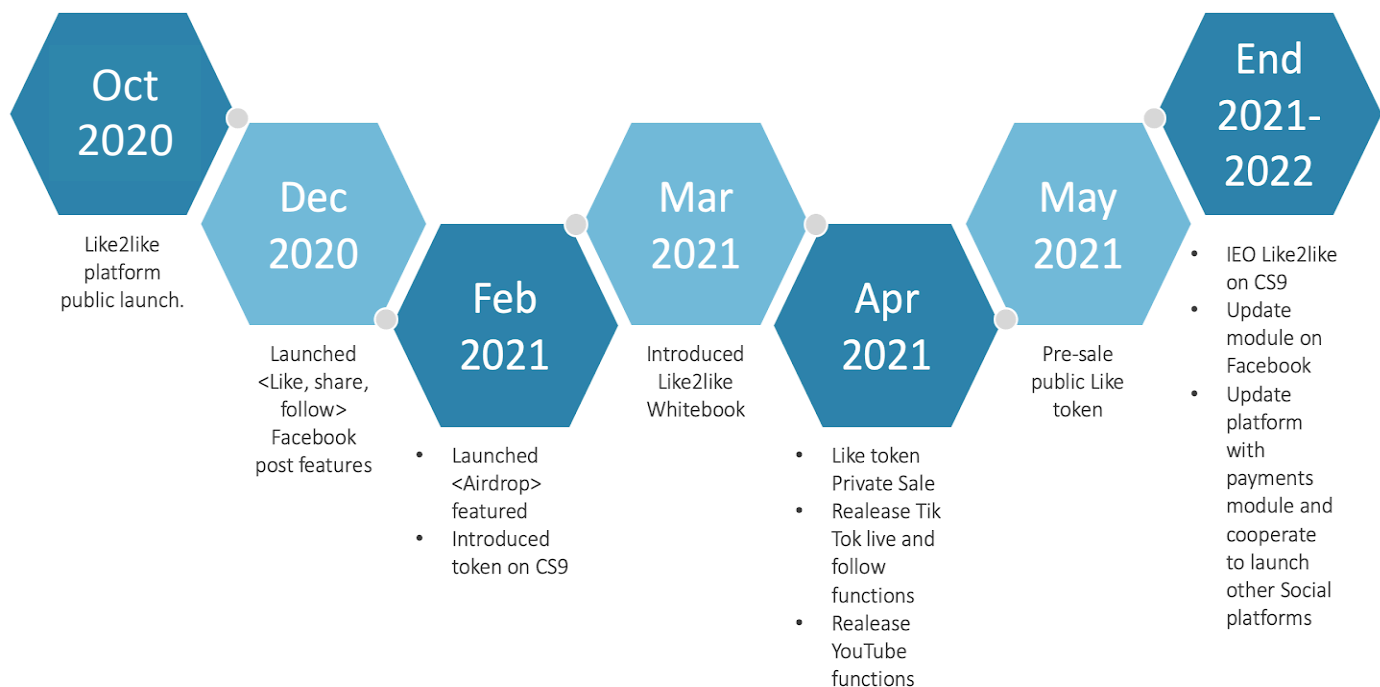 Oct
2020
Like2like
platform
public launch.
Dec
2020
Launched
<Like, share,
follow>
Facebook
post features
Feb
2021
• Launched
<Airdrop>
featured
• Introduced
token on CS9
Mar
2021
Introduced
Like2like
Whitebook
Apr
2021
• Like token
Private Sale
• Realease Tik
Tok live and
follow
functions
• Realease
YouTube
functions
May
2021
Pre-sale
public Like
token
End
2021-
2022
• IEO Like2like
on CS9
• Update
module on
Facebook
• Update
platform
with
payments
module and
cooperate
to launch
other Social
platforms